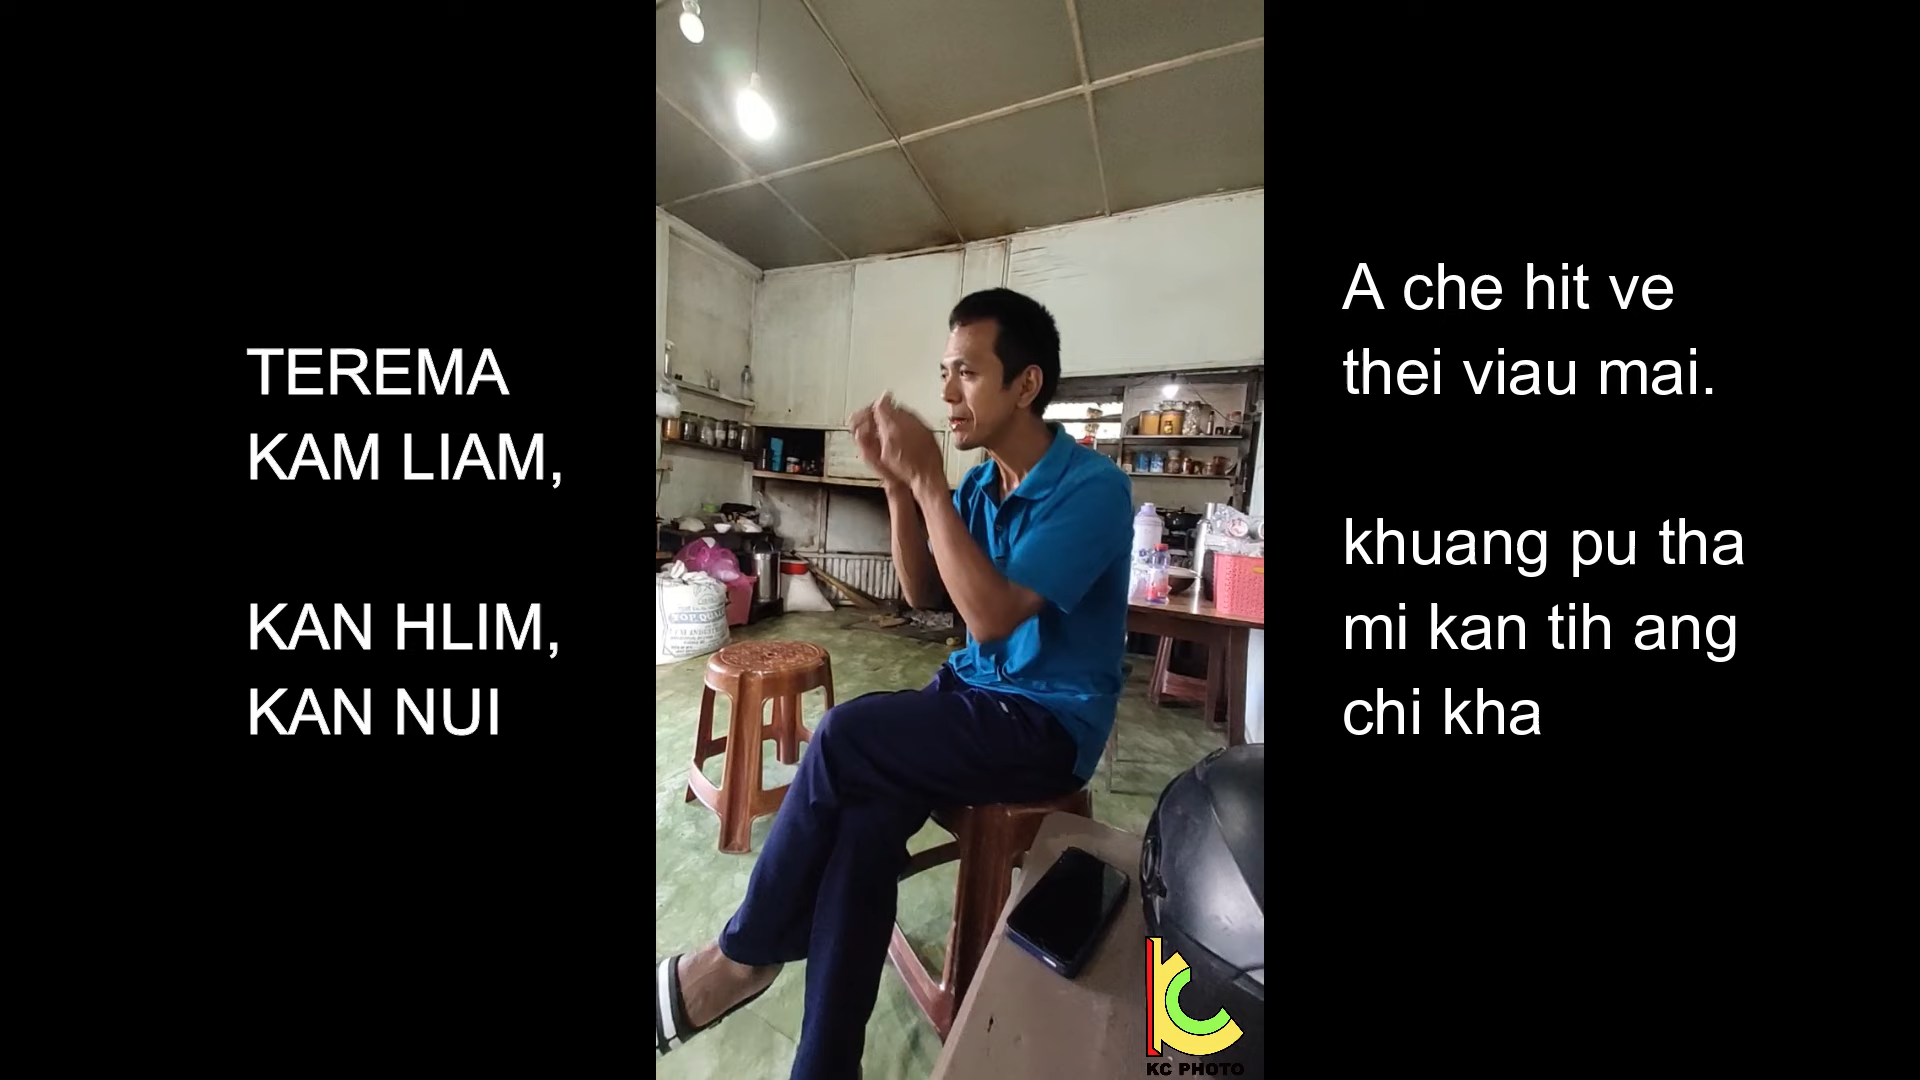 TEREMA
KAM LIAM,
KAN HLIM,
KAN NUI
A che hit ve
thei viau mai.
khuang pu tha
mi kan tih ang
chi kha
KC PHOTO